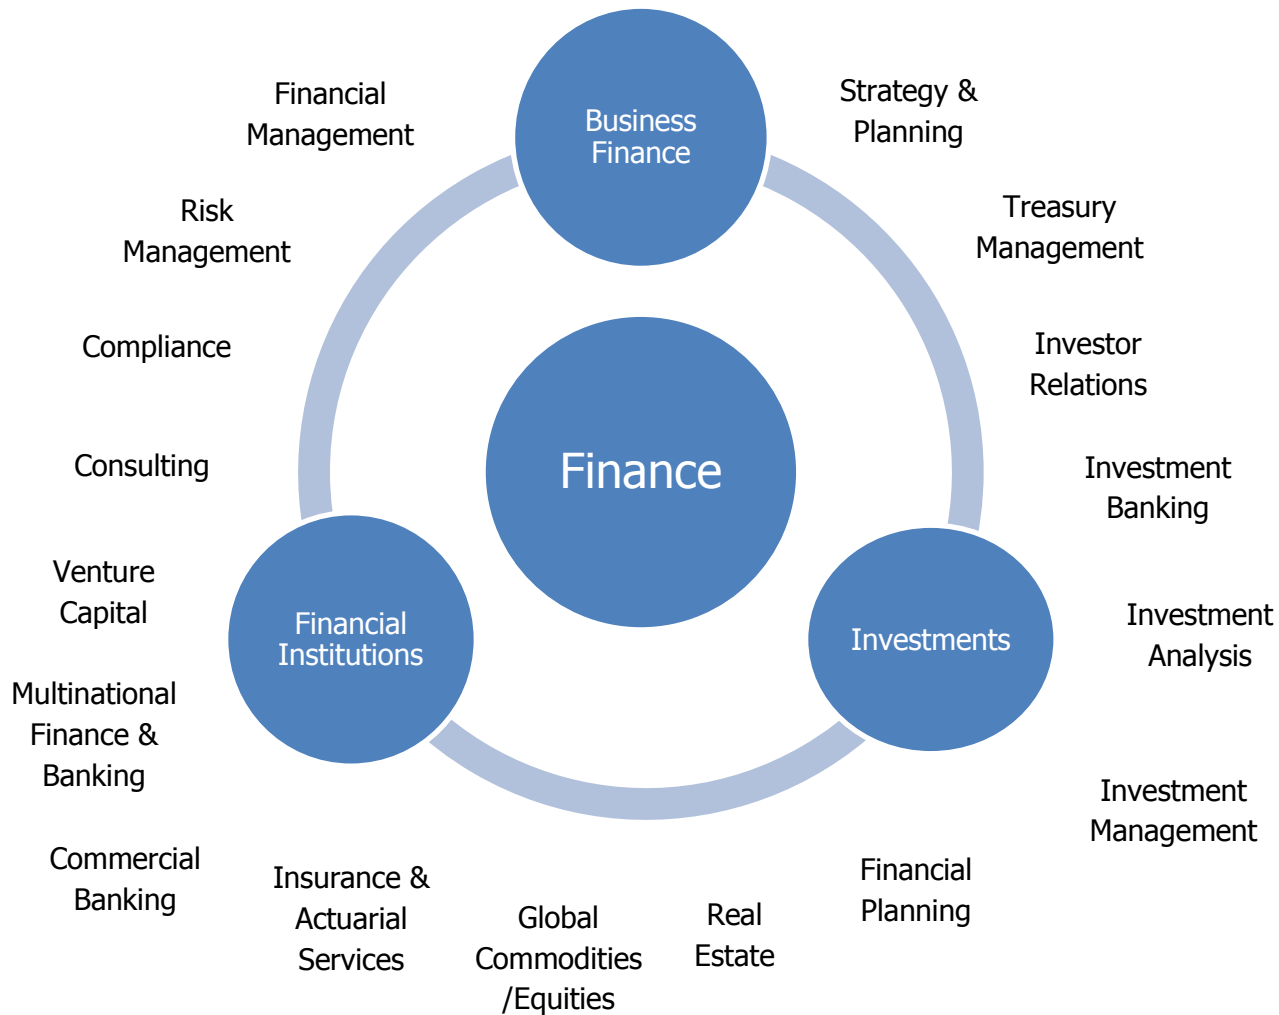 Business
Finance
Strategy &
Planning
Treasury
Management
Investor
Relations
Investment
Banking
Investments
Investment
Analysis
Investment
Management
Financial
Planning
Real
Estate
Global
Commodities
/Equities
Insurance &
Actuarial
Services
Commercial
Banking
Multinational
Finance &
Banking
Financial
Institutions
Venture
Capital
Consulting
Compliance
Risk
Management
Financial
Management
Finance